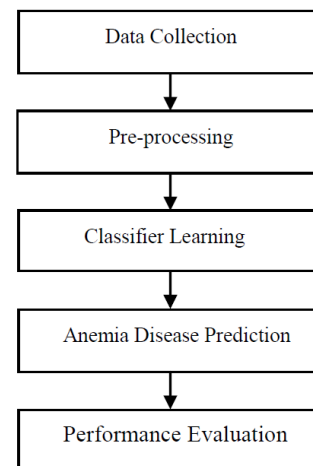 Data Collection
Pre-processing
Classifier Learning
Anemia Disease Prediction
Performance Evaluation